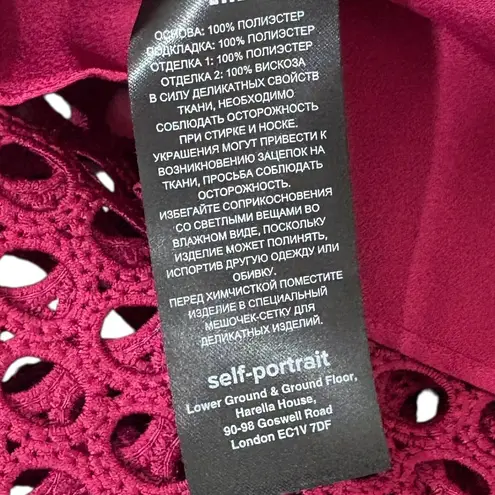 ОСНОВА: 100% ПОЛИЭСТЕР
ПОДКЛАДКА: 100% ПОЛИЭСТЕР
ОТДЕЛКА 1: 100% ПОЛИЭСТЕР
ОТДЕЛКА 2: 100% ВИСКОЗА
В СИЛУ ДЕЛИКАТНЫХ СВОЙСТВ
ТКАНИ, НЕОБХОДИМО
СОБЛЮДАТЬ ОСТОРОЖНОСТЬ
ПРИ СТИРКЕ И НОСКЕ.
УКРАШЕНИЯ МОГУТ ПРИВЕСТИ К
ВОЗНИКНОВЕНИЮ ЗАЦЕПОК НА
ТКАНИ, ПРОСЬБА СОБЛЮДАТЬ
ОСТОРОЖНОСТЬ.
ИЗБЕГАЙТЕ СОПРИКОСНОВЕНИЯ
СО СВЕТЛЫМИ ВЕЩАМИ ВО
ВЛАЖНОМ ВИДЕ, ПОСКОЛЬКУ
ИЗДЕЛИЕ МОЖЕТ ПОЛИНЯТЬ,
ИСПОРТИВ ДРУГУЮ ОДЕЖДУ ИЛИ
ОБИВКУ.
ПЕРЕД ХИМЧИСТКОЙ ПОМЕСТИТЕ
ИЗДЕЛИЕ В СПЕЦИАЛЬНЫЙ
МЕШОЧЕК-СЕТКУ ДЛЯ
ДЕЛИКАТНЫХ ИЗДЕЛИЙ.
self-portrait
Lower Ground & Ground Floor,
Harella House,
90-98 Goswell Road
London EC1V 7DF